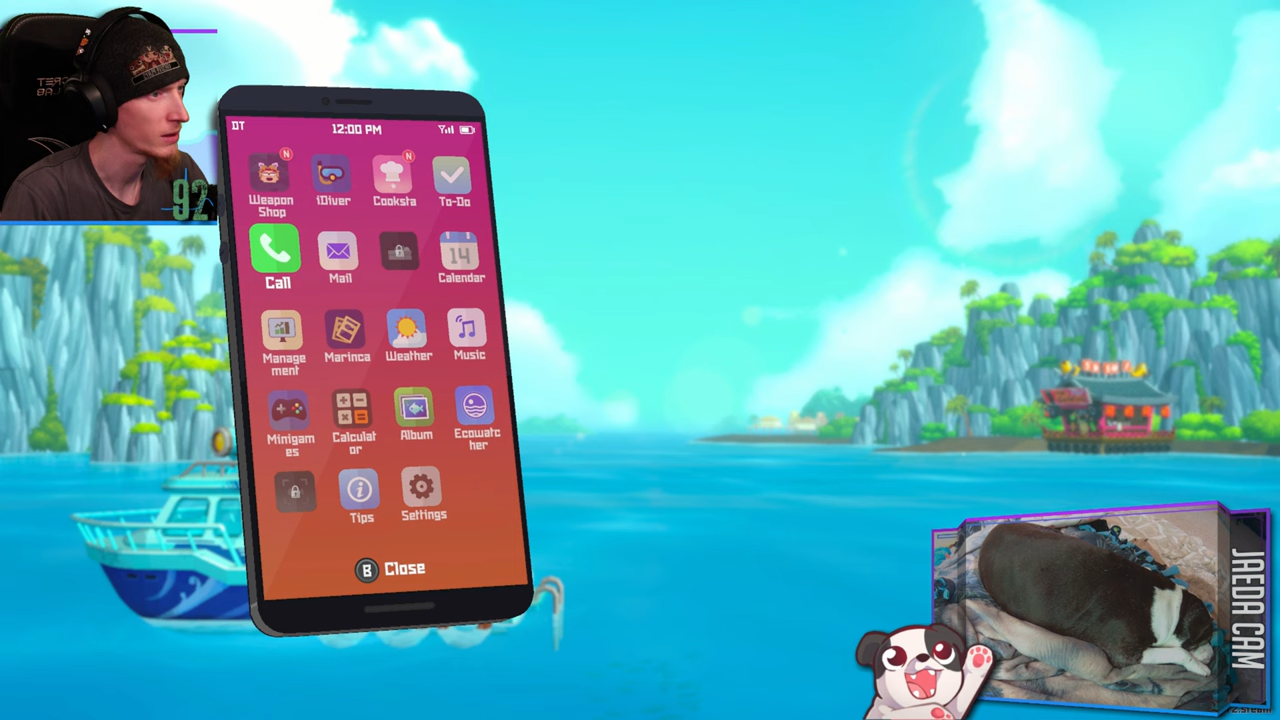 92
DT
12:00 PM
N
N
Weapon
Shop
iDiver
Cooksta
To-Do
Call
Mail
14
Calendar
Manage
ment
Marinca
Weather
Music
Minigam
es
Calculat
or
Album
Ecowatc
her
Tips
Settings
B Close
JAEDA CAM